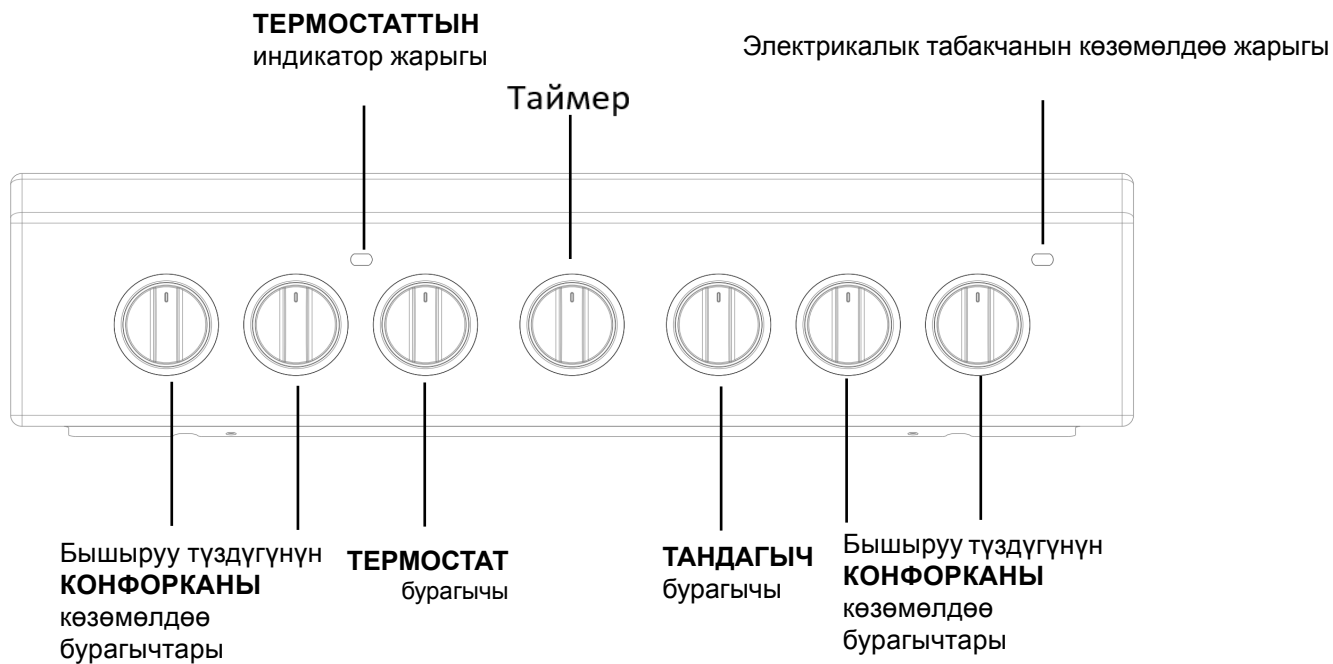 ТЕРМОСТАТТЫН
индикатор жарыгы
Электрикалык табакчанын көзөмөлдөө жарыгы
Таймер
Бышыруу түздүгүнүн
КОНФОРКАНЫ
көзөмөлдөө
бурагычтары
ТЕРМОСТАТ
бурагычы
ТАНДАГЫЧ
бурагычы
Бышыруу түздүгүнүн
КОНФОРКАНЫ
көзөмөлдөө
бурагычтары